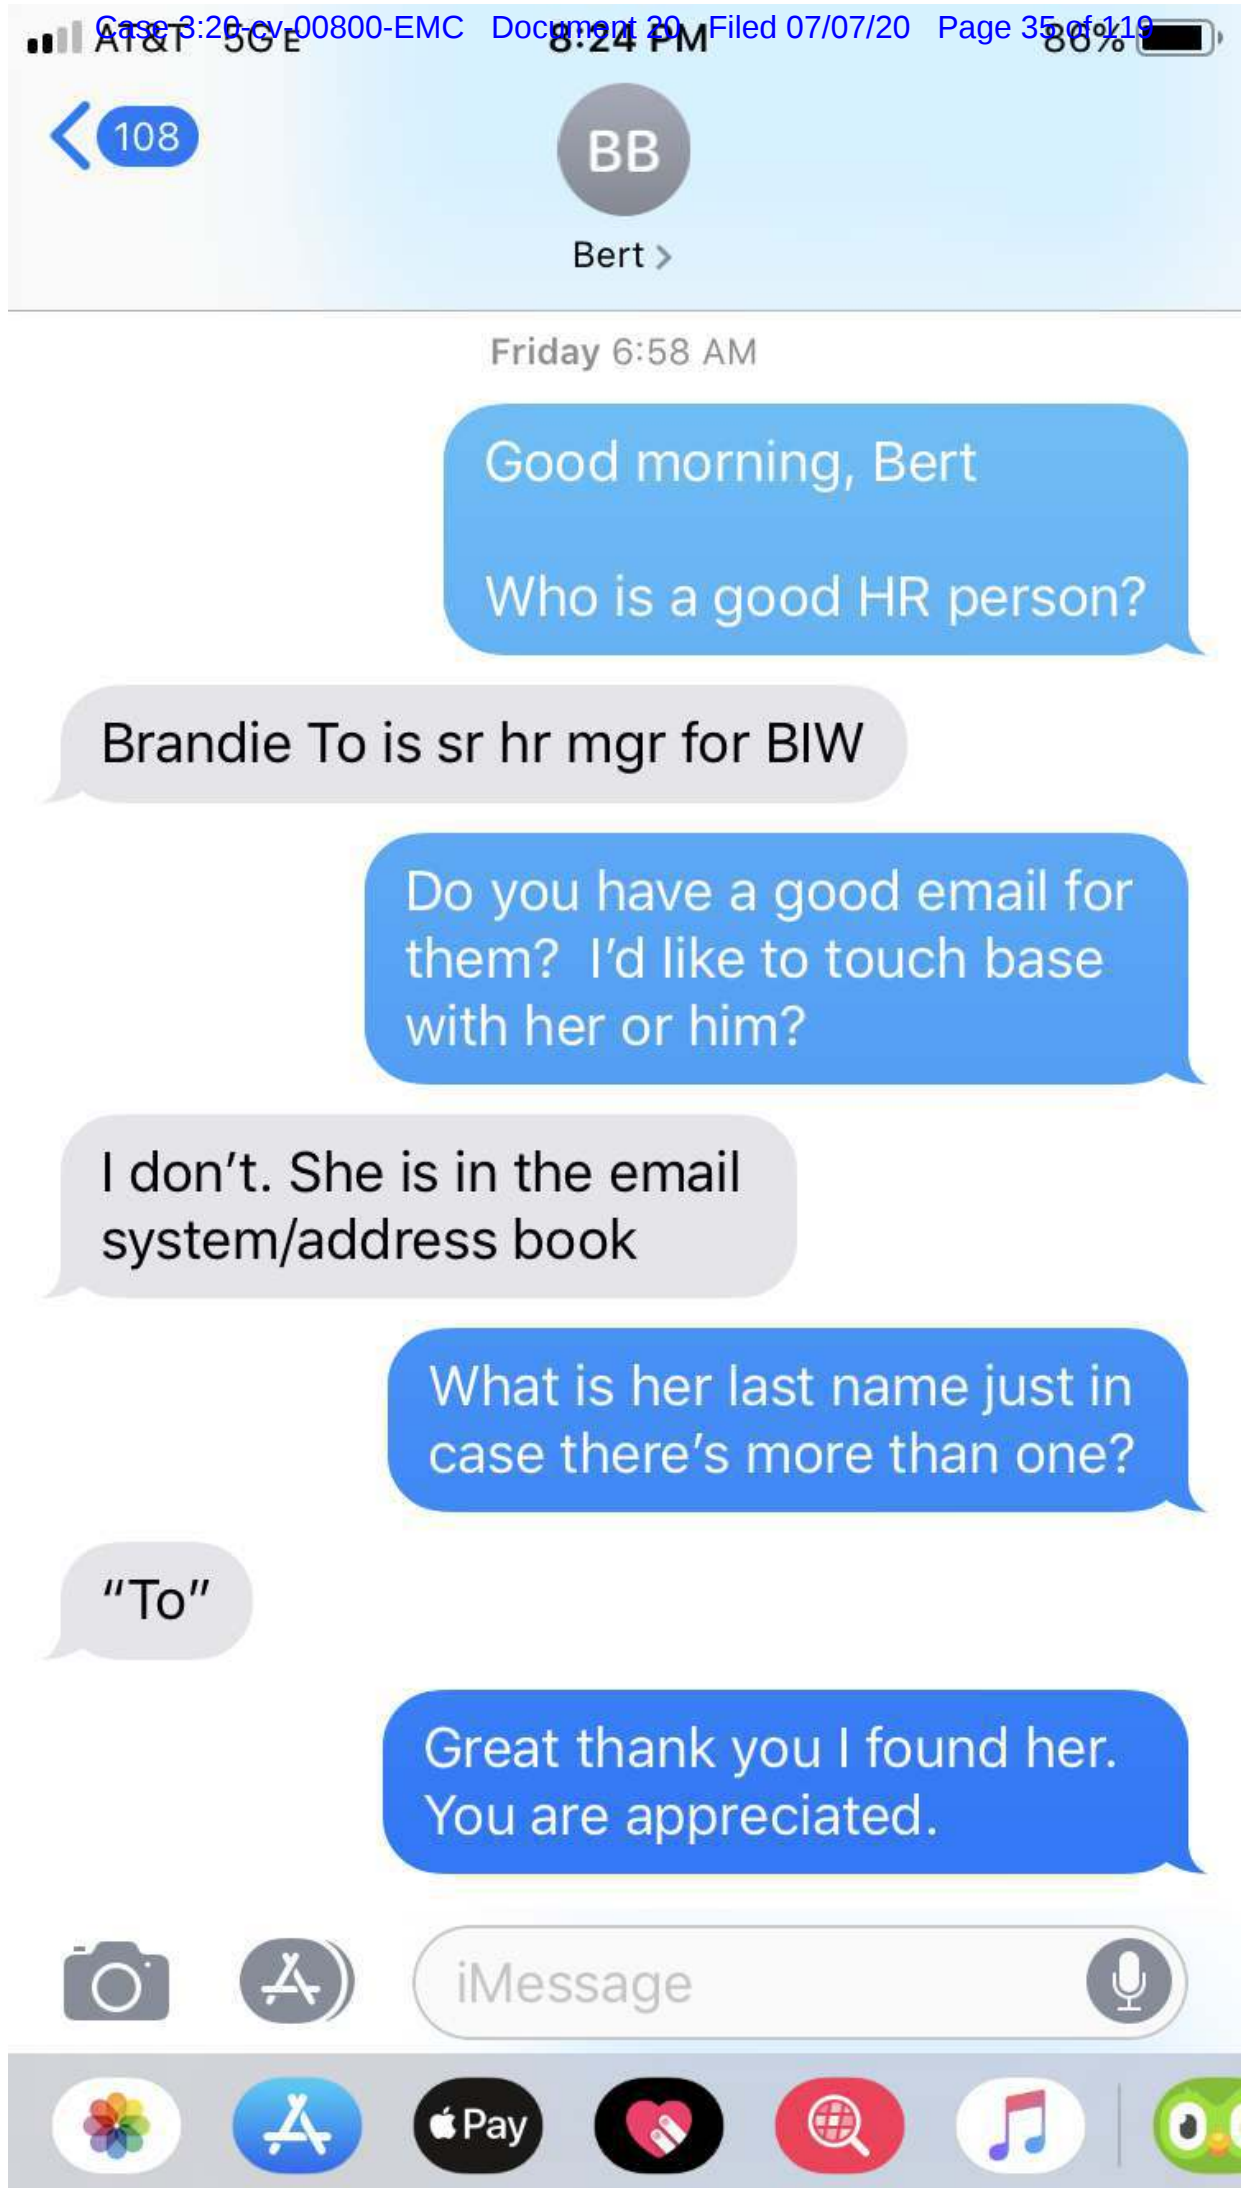 Case 3:20-cv-00800-EMC Document 20 Filed 07/07/20 Page 35 of 119
AT&T 5G E 8:24 PM 86%
108
BB
Bert
Friday 6:58 AM
Good morning, Bert
Who is a good HR person?
Brandie To is sr hr mgr for BIW
Do you have a good email for
them? I'd like to touch base
with her or him?
I don't. She is in the email
system/address book
What is her last name just in
case there's more than one?
"To"
Great thank you I found her.
You are appreciated.
iMessage
Pay